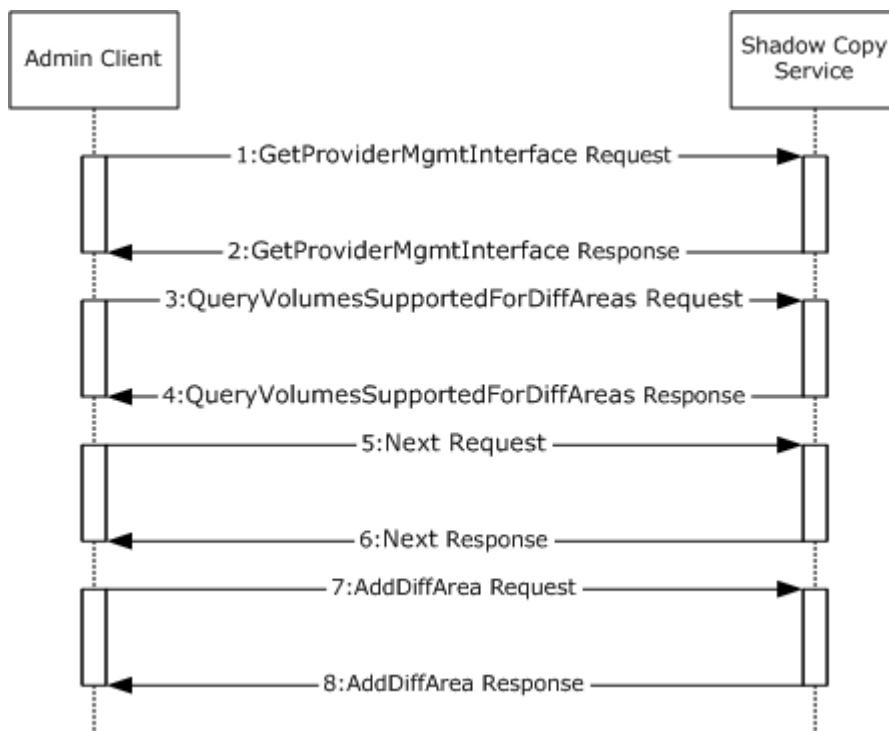 Admin Client
Shadow Copy
Service
1:GetProviderMgmtInterface Request
2:GetProviderMgmtInterface Response
3:QueryVolumesSupportedForDiffAreas Request
4:QueryVolumesSupportedForDiffAreas Response
5:Next Request
6:Next Response
7:AddDiffArea Request
8:AddDiffArea Response